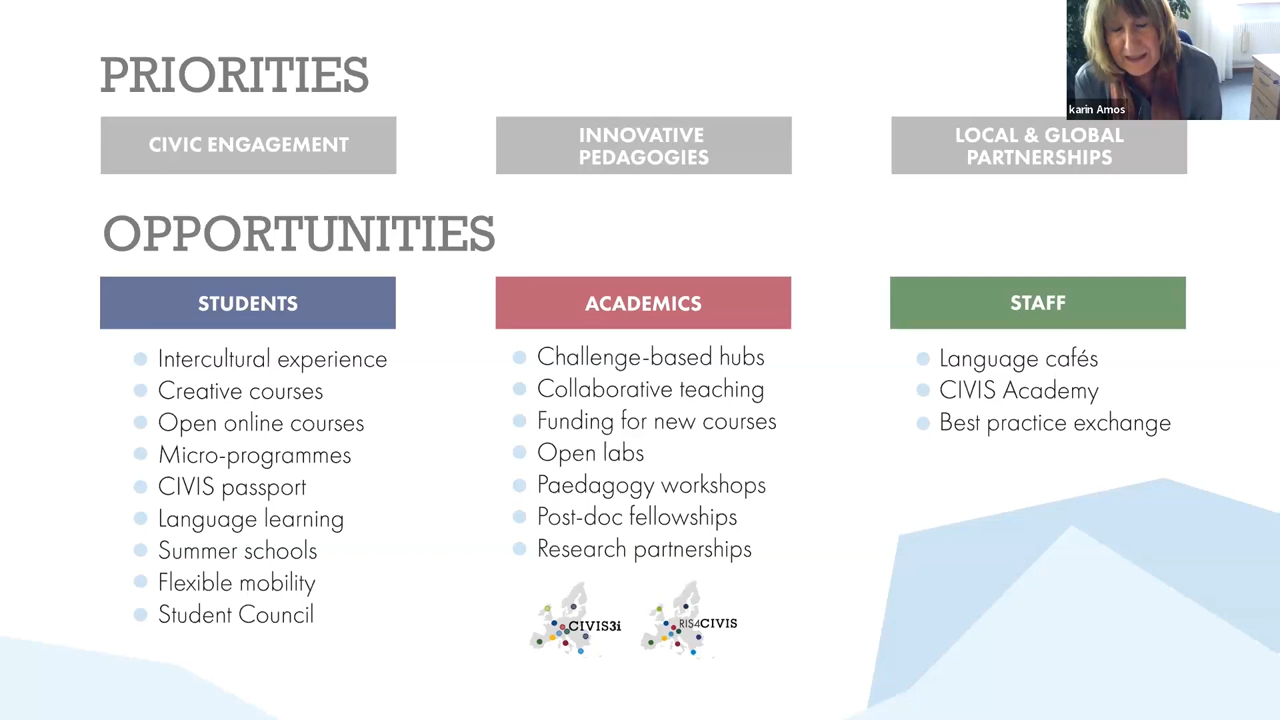 PRIORITIES
karin Amos
CIVIC ENGAGEMENT
INNOVATIVE
PEDAGOGIES
LOCAL & GLOBAL
PARTNERSHIPS
OPPORTUNITIES
STUDENTS
Intercultural experience
Creative courses
Open online courses
Micro-programmes
CIVIS passport
Language learning
Summer schools
Flexible mobility
Student Council
ACADEMICS
Challenge-based hubs
Collaborative teaching
Funding for new courses
Open labs
Paedagogy workshops
Post-doc fellowships
Research partnerships
CIVIS3i
RIS4CIVIS
STAFF
Language cafés
CIVIS Academy
Best practice exchange